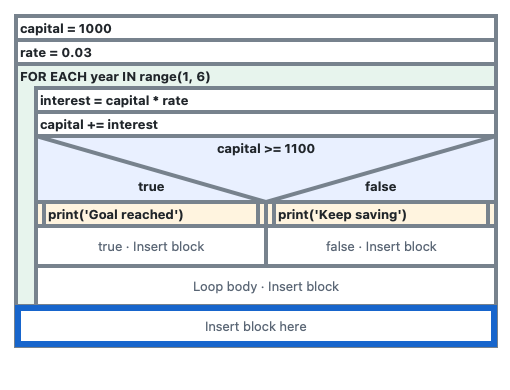 capital = 1000
rate = 0.03
FOR EACH year IN range(1, 6)
interest = capital * rate
capital += interest
capital >= 1100
true
false
print('Goal reached')
print('Keep saving')
true · Insert block
false · Insert block
Loop body · Insert block
Insert block here